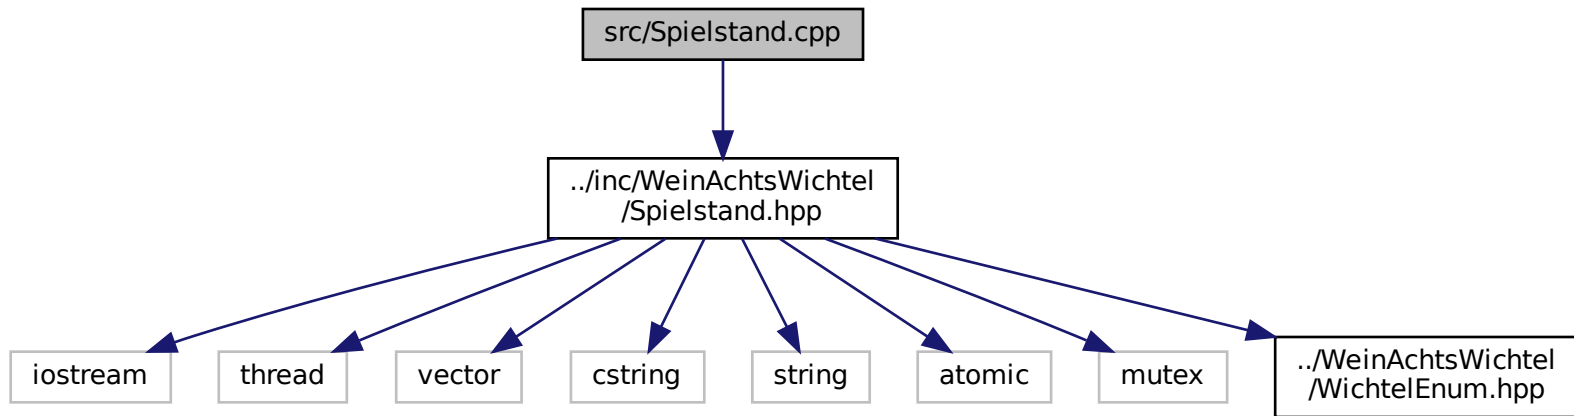 src/Spielstand.cpp
../inc/WeinAchtsWichtel
/Spielstand.hpp
iostream
thread
vector
cstring
string
atomic
mutex
../WeinAchtsWichtel
/WichtelEnum.hpp